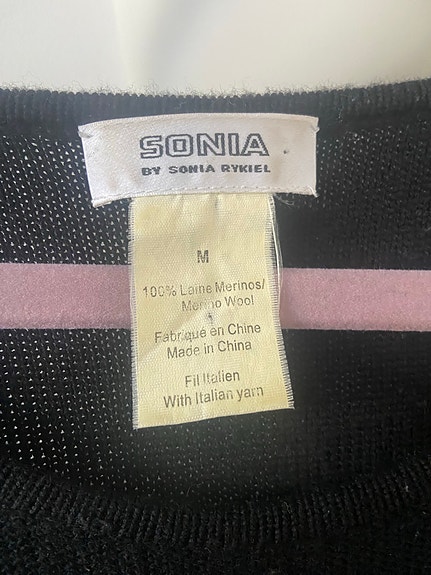 SONIA
BY SONIA RYKIEL
M
100% Laine Merinos/
Merino Wool
Fabriqué en Chine
Made in China
Fil Italien
With Italian yarn